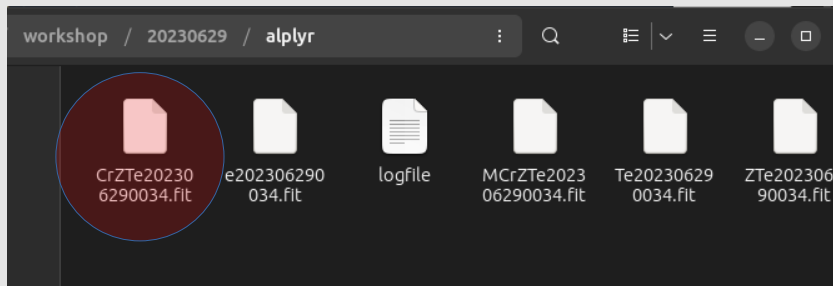 workshop / 20230629 / alplyr
CrZTe20230
6290034.fit
e202306290
034.fit
logfile
MCrZTe2023
06290034.fit
Te20230629
0034.fit
ZTe202306
90034.fit